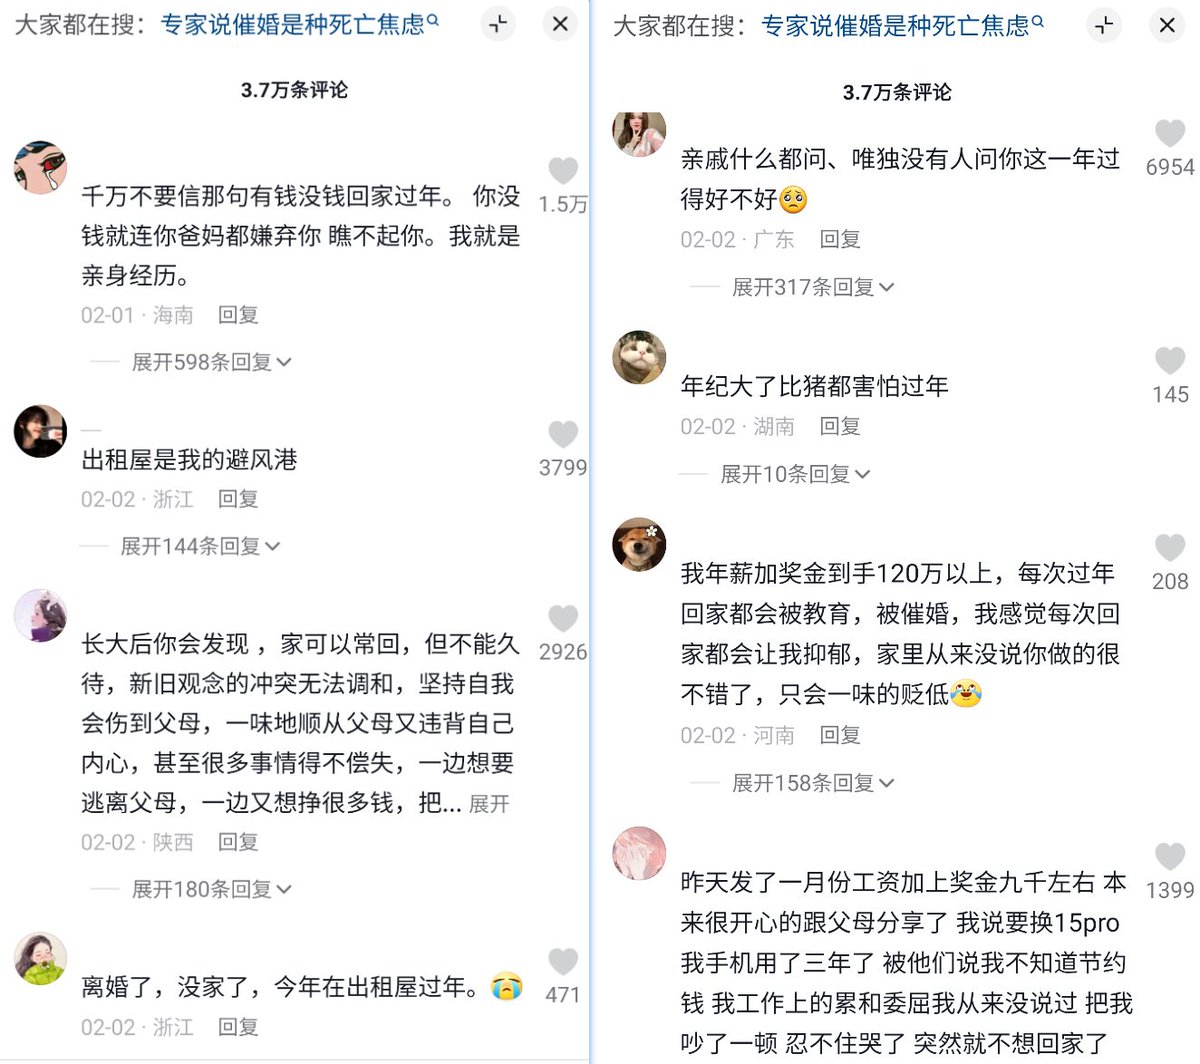 大家都在搜：专家说催婚是种死亡焦虑
3.7万条评论
千万不要信那句有钱没钱回家过年。 你没
1.5万
钱就连你爸妈都嫌弃你 瞧不起你。我就是
亲身经历。
02-01 · 海南 回复
展开598条回复
出租屋是我的避风港
3799
02-02 · 浙江 回复
展开144条回复
长大后你会发现 ，家可以常回，但不能久
2926
待，新旧观念的冲突无法调和，坚持自我
会伤到父母，一味地顺从父母又违背自己
内心，甚至很多事情得不偿失，一边想要
逃离父母，一边又想挣很多钱，把... 展开
02-02 · 陕西 回复
展开180条回复
离婚了，没家了，今年在出租屋过年。😭
471
02-02 · 浙江 回复
大家都在搜：专家说催婚是种死亡焦虑
3.7万条评论
亲戚什么都问、唯独没有人问你这一年过
6954
得好不好🥺
02-02 · 广东 回复
展开317条回复
年纪大了比猪都害怕过年
145
02-02 · 湖南 回复
展开10条回复
我年薪加奖金到手120万以上，每次过年
208
回家都会被教育，被催婚，我感觉每次回
家都会让我抑郁，家里从来没说你做的很
不错了，只会一味的贬低😂
02-02 · 河南 回复
展开158条回复
昨天发了一月份工资加上奖金九千左右 本
1399
来很开心的跟父母分享了 我说要换15pro
我手机用了三年了 被他们说我不知道节约
钱 我工作上的累和委屈我从来没说过 把我
吵了一顿 忍不住哭了 突然就不想回家了